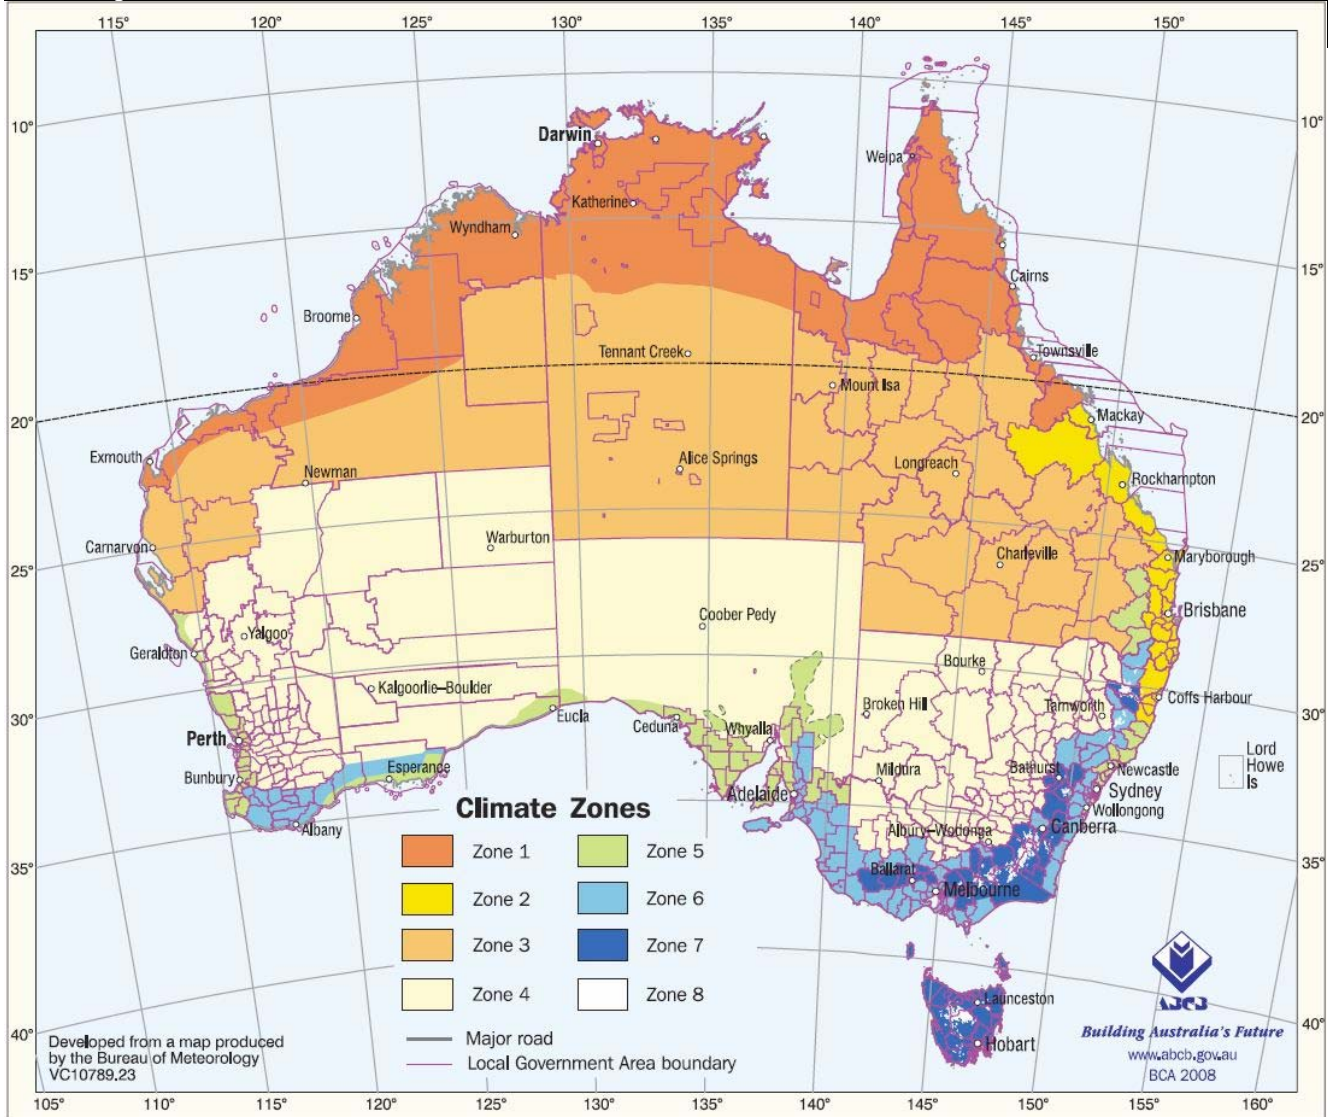 115° 120° 130° 135° 140° 145° 150°
10° 10°
Darwin
Weipa
Katherine
Wyndham
15° 15°
Cairns
Broome
Tennant Creek
Townsville
Mount Isa
20° 20°
Mackay
Exmouth
Newman
Alice Springs
Longreach
Rockhampton
Carnarvon
Warburton
Charleville
Maryborough
25° 25°
Coober Pedy
Brisbane
Yalgoo
Geraldton
Bourke
Kalgoorlie–Boulder
Broken Hill
Tamworth
Coffs Harbour
30° 30°
Eucla
Ceduna
Whyalla
Perth
Lord
Howe
Is
Bunbury
Esperance
Mildura
Bathurst
Newcastle
Adelaide
Sydney
Wollongong
Albany
Albury–Wodonga
Canberra
35° 35°
Ballarat
Melbourne
Launceston
Hobart
40° 40°
Climate Zones
Zone 1 Zone 5
Zone 2 Zone 6
Zone 3 Zone 7
Zone 4 Zone 8
Major road
Local Government Area boundary
Developed from a map produced
by the Bureau of Meteorology
VC10789.23
ABCB
Building Australia's Future
www.abcb.gov.au
BCA 2008
105° 110° 115° 120° 125° 130° 135° 140° 145° 150° 155° 160°